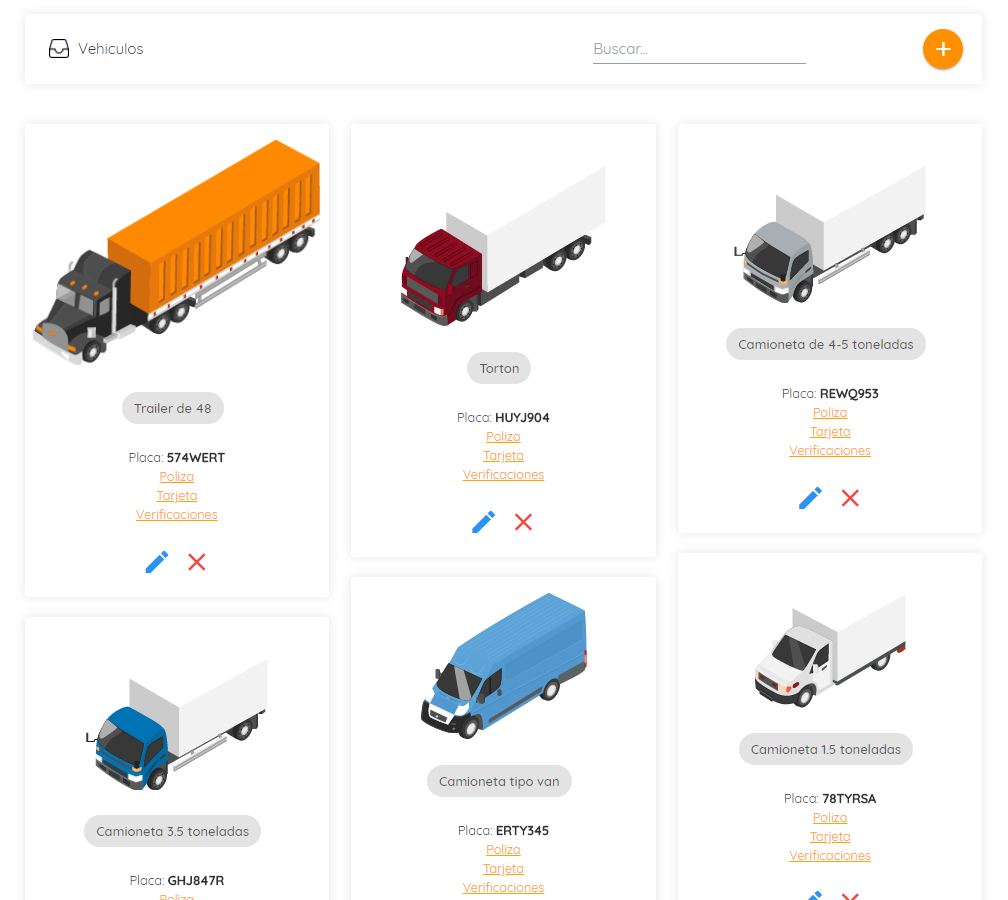 Vehiculos
Buscar...
Trailer de 48
Placa: 574WERT
Poliza
Tarjeta
Verificaciones
Torton
Placa: HUYJ904
Poliza
Tarjeta
Verificaciones
Camioneta de 4-5 toneladas
Placa: REWQ953
Poliza
Tarjeta
Verificaciones
Camioneta 3.5 toneladas
Placa: GHJ847R
Poliza
Camioneta tipo van
Placa: ERTY345
Poliza
Tarjeta
Verificaciones
Camioneta 1.5 toneladas
Placa: 78TYRSA
Poliza
Tarjeta
Verificaciones